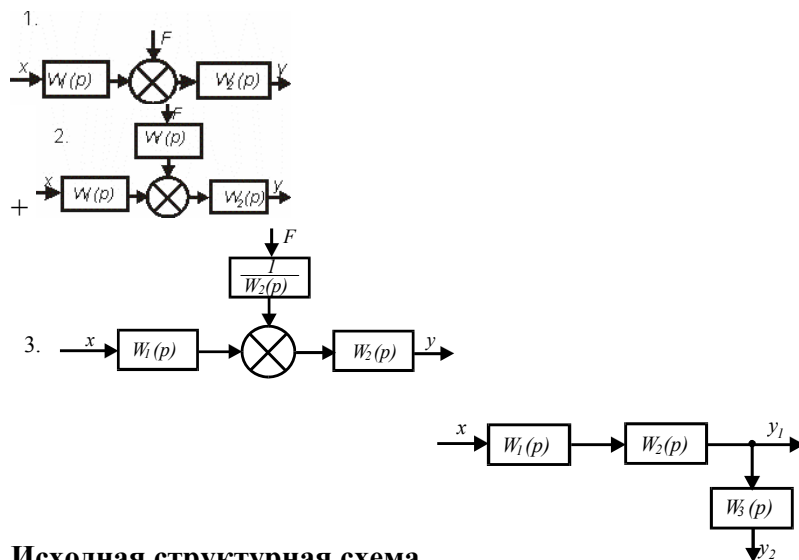 1.
F
x W1(p) W2(p) y
F
2. W(p)
x W1(p) W2(p) y
+
F
1
W2(p)
3. x W1(p) W2(p) y
x W1(p) W2(p) y1
W3(p)
y2
Исходная структурная схема